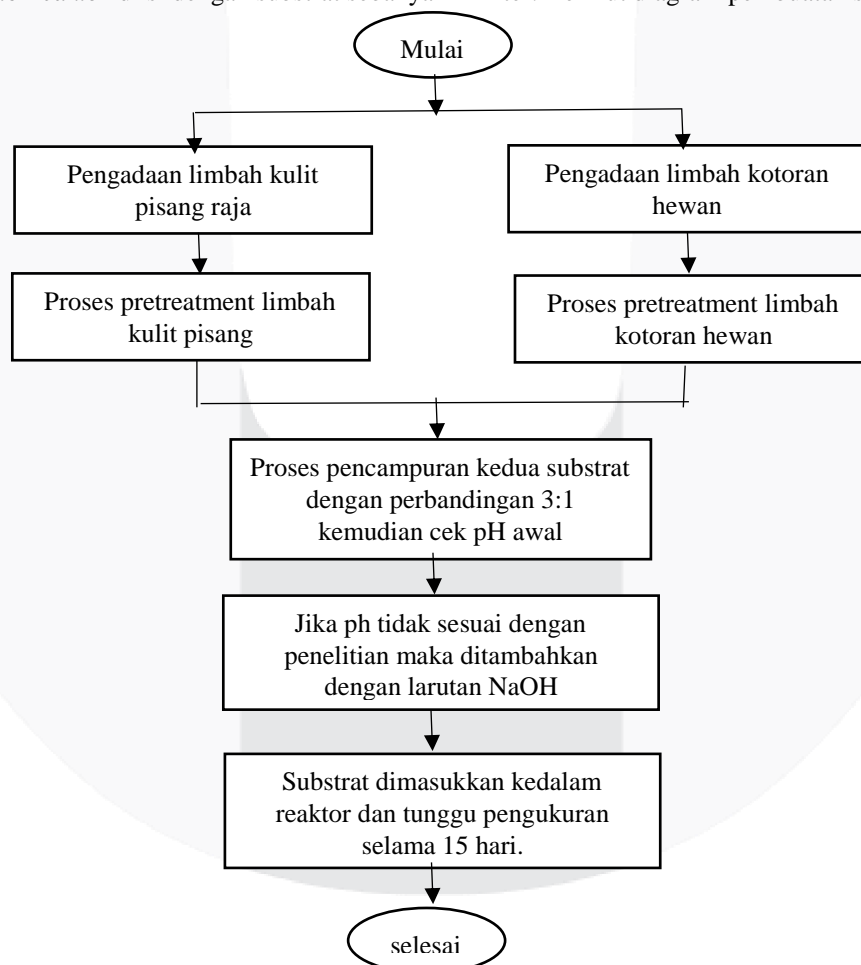 dengan
diagram
Mulai
Pengadaan limbah kulit
pisang raja
Pengadaan limbah kotoran
hewan
Proses pretreatment limbah
kulit pisang
Proses pretreatment limbah
kotoran hewan
Proses pencampuran kedua substrat
dengan perbandingan 3:1
kemudian cek pH awal
Jika ph tidak sesuai dengan
penelitian maka ditambahkan
dengan larutan NaOH
Substrat dimasukkan kedalam
reaktor dan tunggu pengukuran
selama 15 hari.
selesai